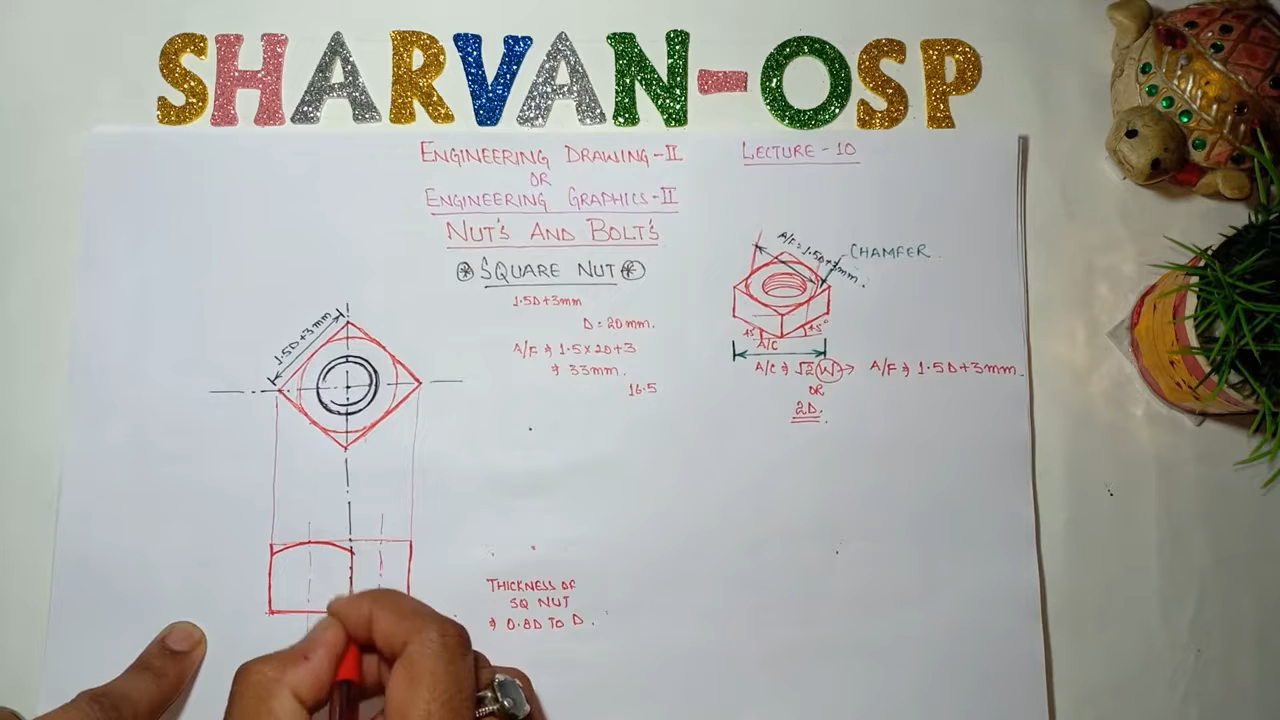 SHARVAN-OSP
ENGINEERING DRAWING-II
OR
ENGINEERING GRAPHICS-II
LECTURE - 10
NUT'S AND BOLT'S
SQUARE NUT
1.5D+3mm
D = 20mm.
A/F ⇒ 1.5×20+3
⇒ 33mm.
16.5
1.5D+3mm
A/F = 1.5D+3mm.
CHAMFER
45°
45°
A/C
A/C ⇒ √2 W → A/F ⇒ 1.5D+3mm.
OR
2D.
THICKNESS OF
SQ NUT
⇒ 0.8D TO D.